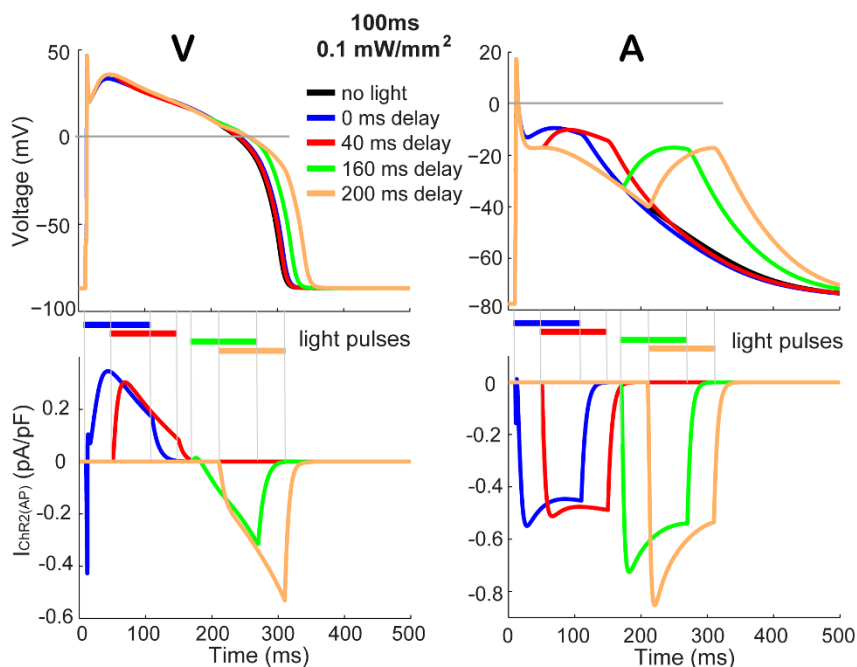 V
100ms
0.1 mW/mm²
A
no light
0 ms delay
40 ms delay
160 ms delay
200 ms delay
Voltage (mV)
50
0
−50
−100
20
0
−20
−40
−60
−80
light pulses
light pulses
I_ChR2(AP) (pA/pF)
0.2
0
-0.2
-0.4
-0.6
0
-0.2
-0.4
-0.6
-0.8
0 100 200 300 400 500
Time (ms)
0 100 200 300 400 500
Time (ms)